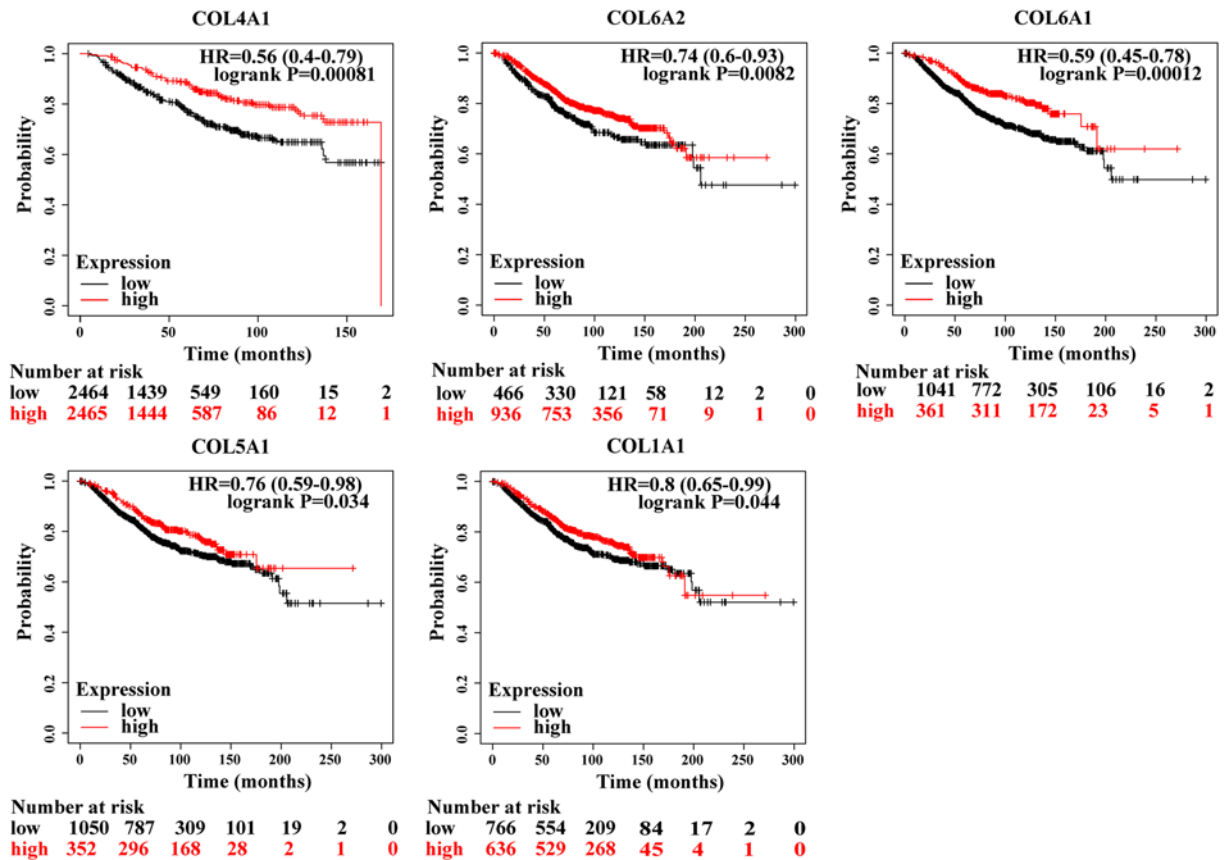 COL4A1
HR=0.56 (0.4-0.79)
logrank P=0.00081
Probability
1.0
0.8
0.6
0.4
0.2
0.0
Expression
low
high
0 50 100 150
Time (months)
Number at risk
low 2464 1439 549 160 15 2
high 2465 1444 587 86 12 1
COL6A2
HR=0.74 (0.6-0.93)
logrank P=0.0082
Probability
1.0
0.8
0.6
0.4
0.2
0.0
Expression
low
high
0 50 100 150 200 250 300
Time (months)
Number at risk
low 466 330 121 58 12 2 0
high 936 753 356 71 9 1 0
COL6A1
HR=0.59 (0.45-0.78)
logrank P=0.00012
Probability
1.0
0.8
0.6
0.4
0.2
0.0
Expression
low
high
0 50 100 150 200 250 300
Time (months)
Number at risk
low 1041 772 305 106 16 2
high 361 311 172 23 5 1
COL5A1
HR=0.76 (0.59-0.98)
logrank P=0.034
Probability
1.0
0.8
0.6
0.4
0.2
0.0
Expression
low
high
0 50 100 150 200 250 300
Time (months)
Number at risk
low 1050 787 309 101 19 2 0
high 352 296 168 28 2 1 0
COL1A1
HR=0.8 (0.65-0.99)
logrank P=0.044
Probability
1.0
0.8
0.6
0.4
0.2
0.0
Expression
low
high
0 50 100 150 200 250 300
Time (months)
Number at risk
low 766 554 209 84 17 2 0
high 636 529 268 45 4 1 0